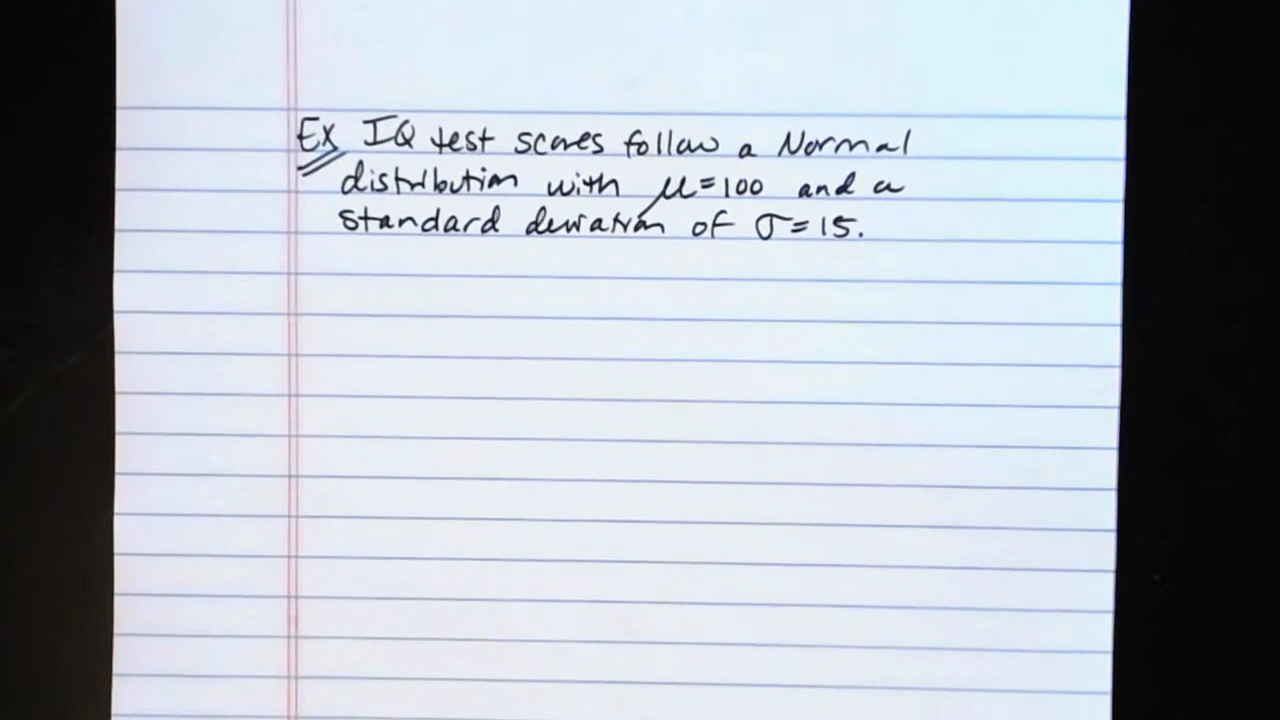 Ex IQ test scores follow a Normal
distribution with μ=100 and a
standard deviation of σ=15.